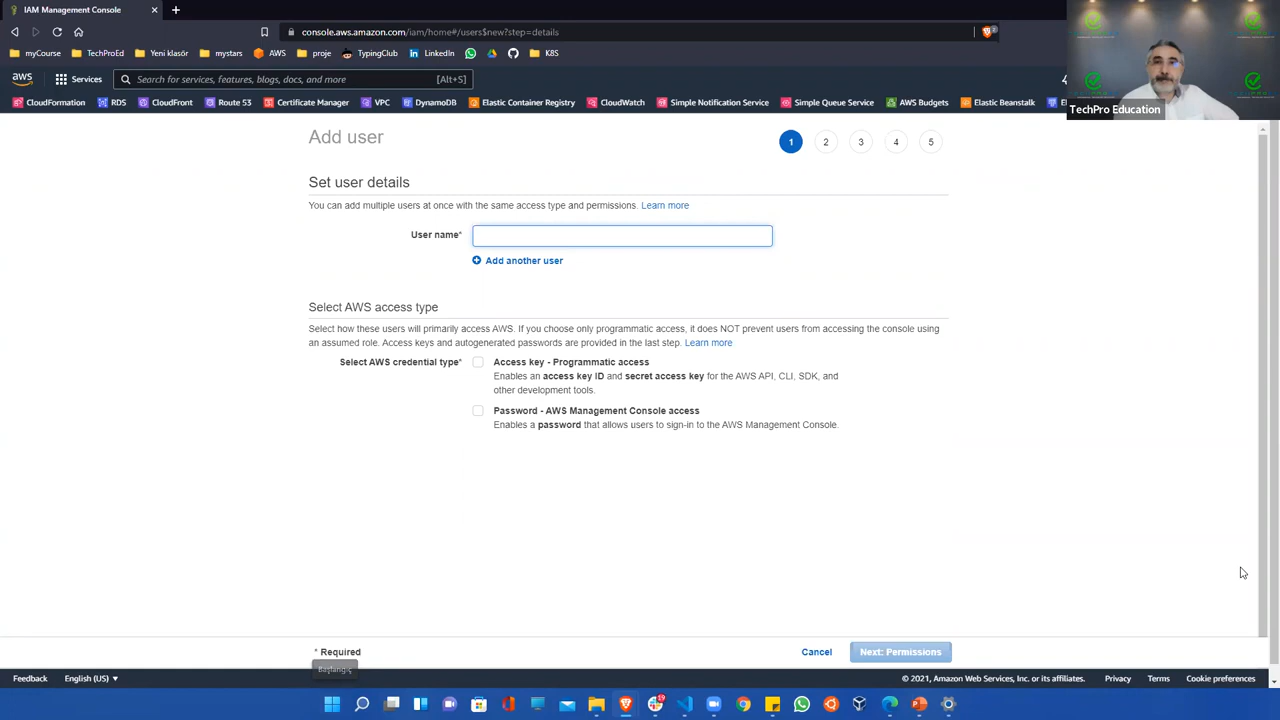 IAM Management Console
console.aws.amazon.com/iam/home#/users$new?step=details
myCourse
TechProEd
Yeni klasör
mystars
AWS
proje
TypingClub
LinkedIn
K8S
aws
Services
Search for services, features, blogs, docs, and more
[Alt+S]
CloudFormation
RDS
CloudFront
Route 53
Certificate Manager
VPC
DynamoDB
Elastic Container Registry
CloudWatch
Simple Notification Service
Simple Queue Service
AWS Budgets
Elastic Beanstalk
TechPro Education
Add user
1
2
3
4
5
Set user details
You can add multiple users at once with the same access type and permissions. Learn more
User name*
Add another user
Select AWS access type
Select how these users will primarily access AWS. If you choose only programmatic access, it does NOT prevent users from accessing the console using
an assumed role. Access keys and autogenerated passwords are provided in the last step. Learn more
Select AWS credential type*
Access key - Programmatic access
Enables an access key ID and secret access key for the AWS API, CLI, SDK, and
other development tools.
Password - AWS Management Console access
Enables a password that allows users to sign-in to the AWS Management Console.
* Required
Cancel
Next: Permissions
Başlangıç
Feedback
English (US)
© 2021, Amazon Web Services, Inc. or its affiliates.
Privacy
Terms
Cookie preferences
19